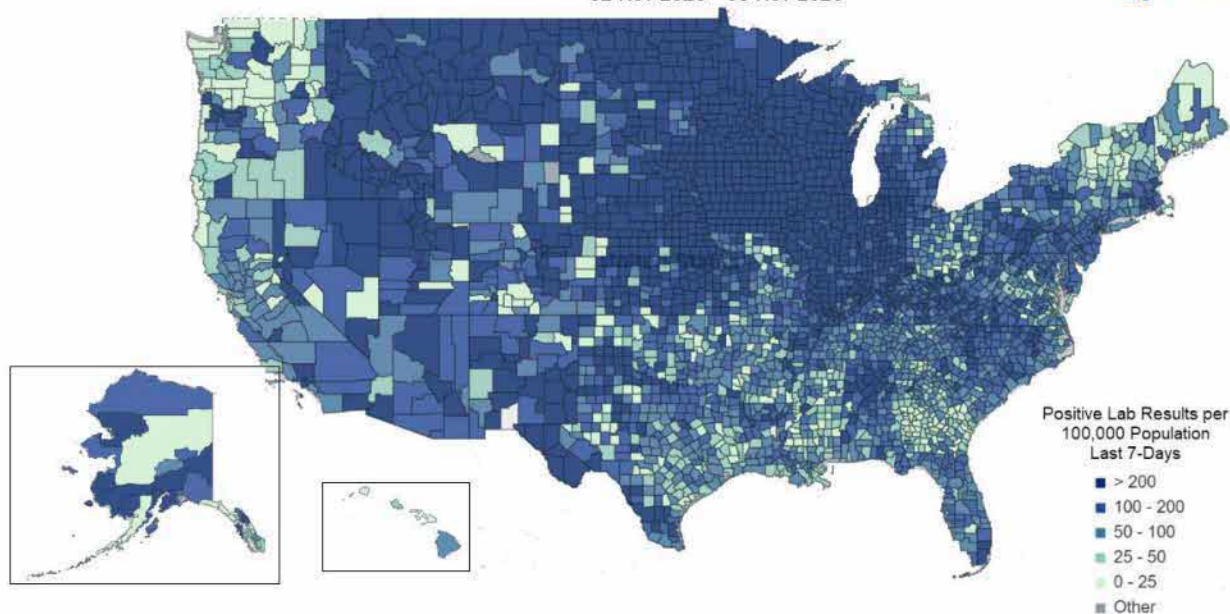 Positive Lab Results per
100,000 Population
Last 7-Days
> 200
100 - 200
50 - 100
25 - 50
0 - 25
Other